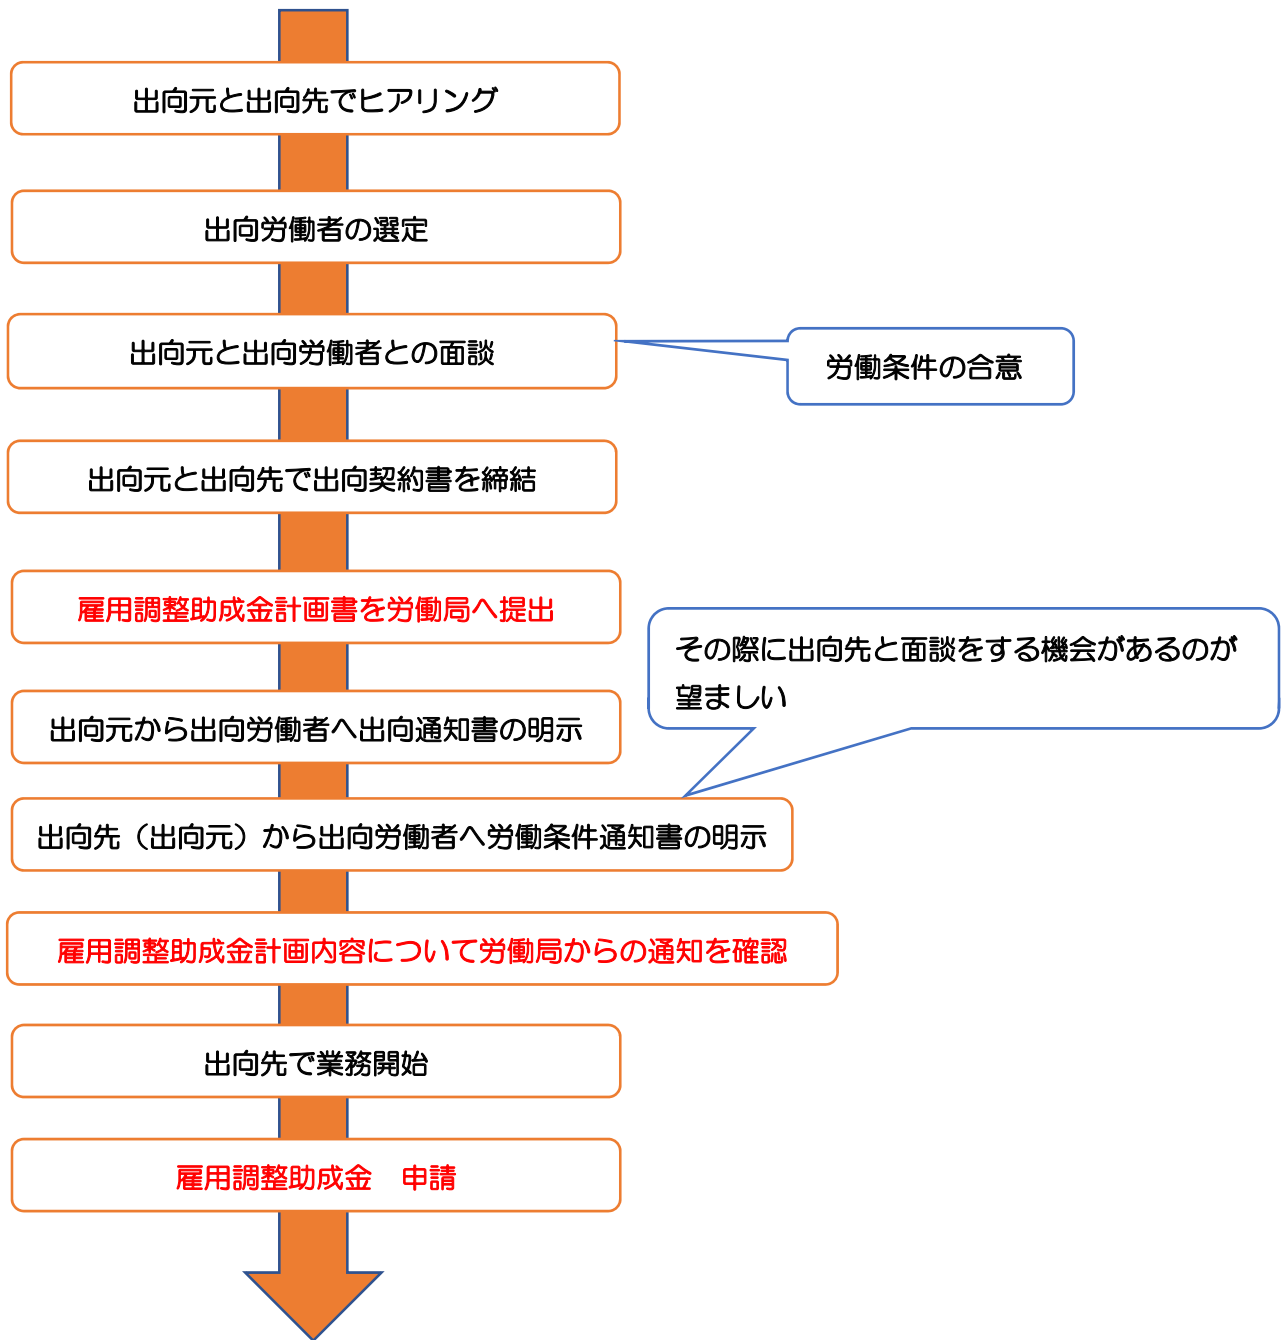 出向元と出向先でヒアリング
出向労働者の選定
出向元と出向労働者との面談
労働条件の合意
出向元と出向先で出向契約書を締結
雇用調整助成金計画書を労働局へ提出
その際に出向先と面談をする機会があるのが
望ましい
出向元から出向労働者へ出向通知書の明示
出向先（出向元）から出向労働者へ労働条件通知書の明示
雇用調整助成金計画内容について労働局からの通知を確認
出向先で業務開始
雇用調整助成金　申請